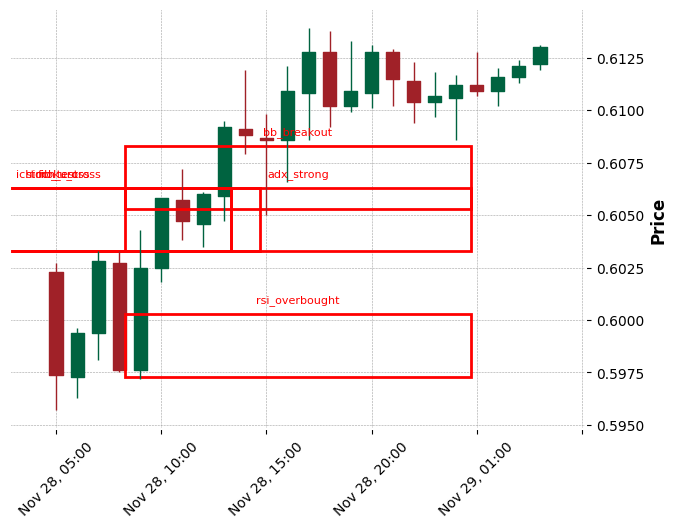 0.6125
0.6100
bb_breakout
0.6075
adx_strong
0.6050
Price
0.6025
rsi_overbought
0.6000
0.5975
0.5950
Nov 28, 05:00
Nov 28, 10:00
Nov 28, 15:00
Nov 28, 20:00
Nov 29, 01:00